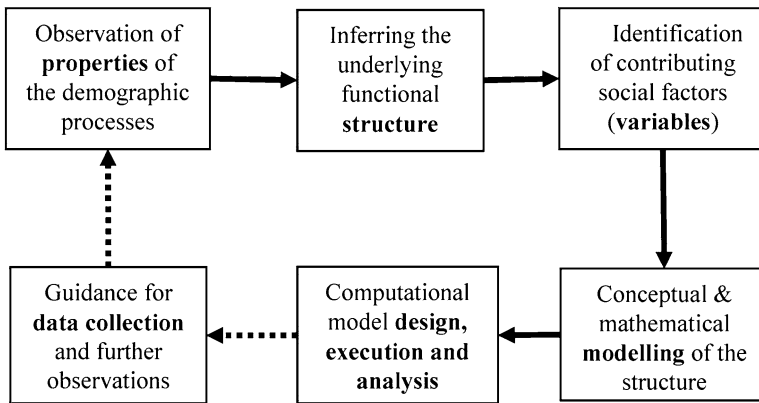 Observation of
properties of
the demographic
processes
Inferring the
underlying
functional
structure
Identification
of contributing
social factors
(variables)
Guidance for
data collection
and further
observations
Computational
model design,
execution and
analysis
Conceptual &
mathematical
modelling of the
structure